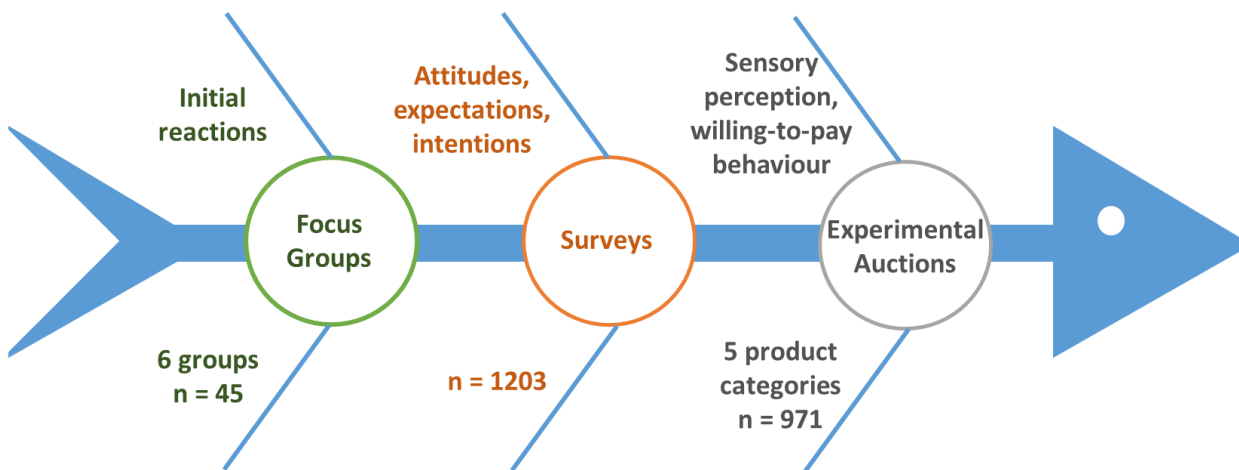 Initial
reactions
Focus
Groups
6 groups
n = 45
Attitudes,
expectations,
intentions
Surveys
n = 1203
Sensory
perception,
willing-to-pay
behaviour
Experimental
Auctions
5 product
categories
n = 971